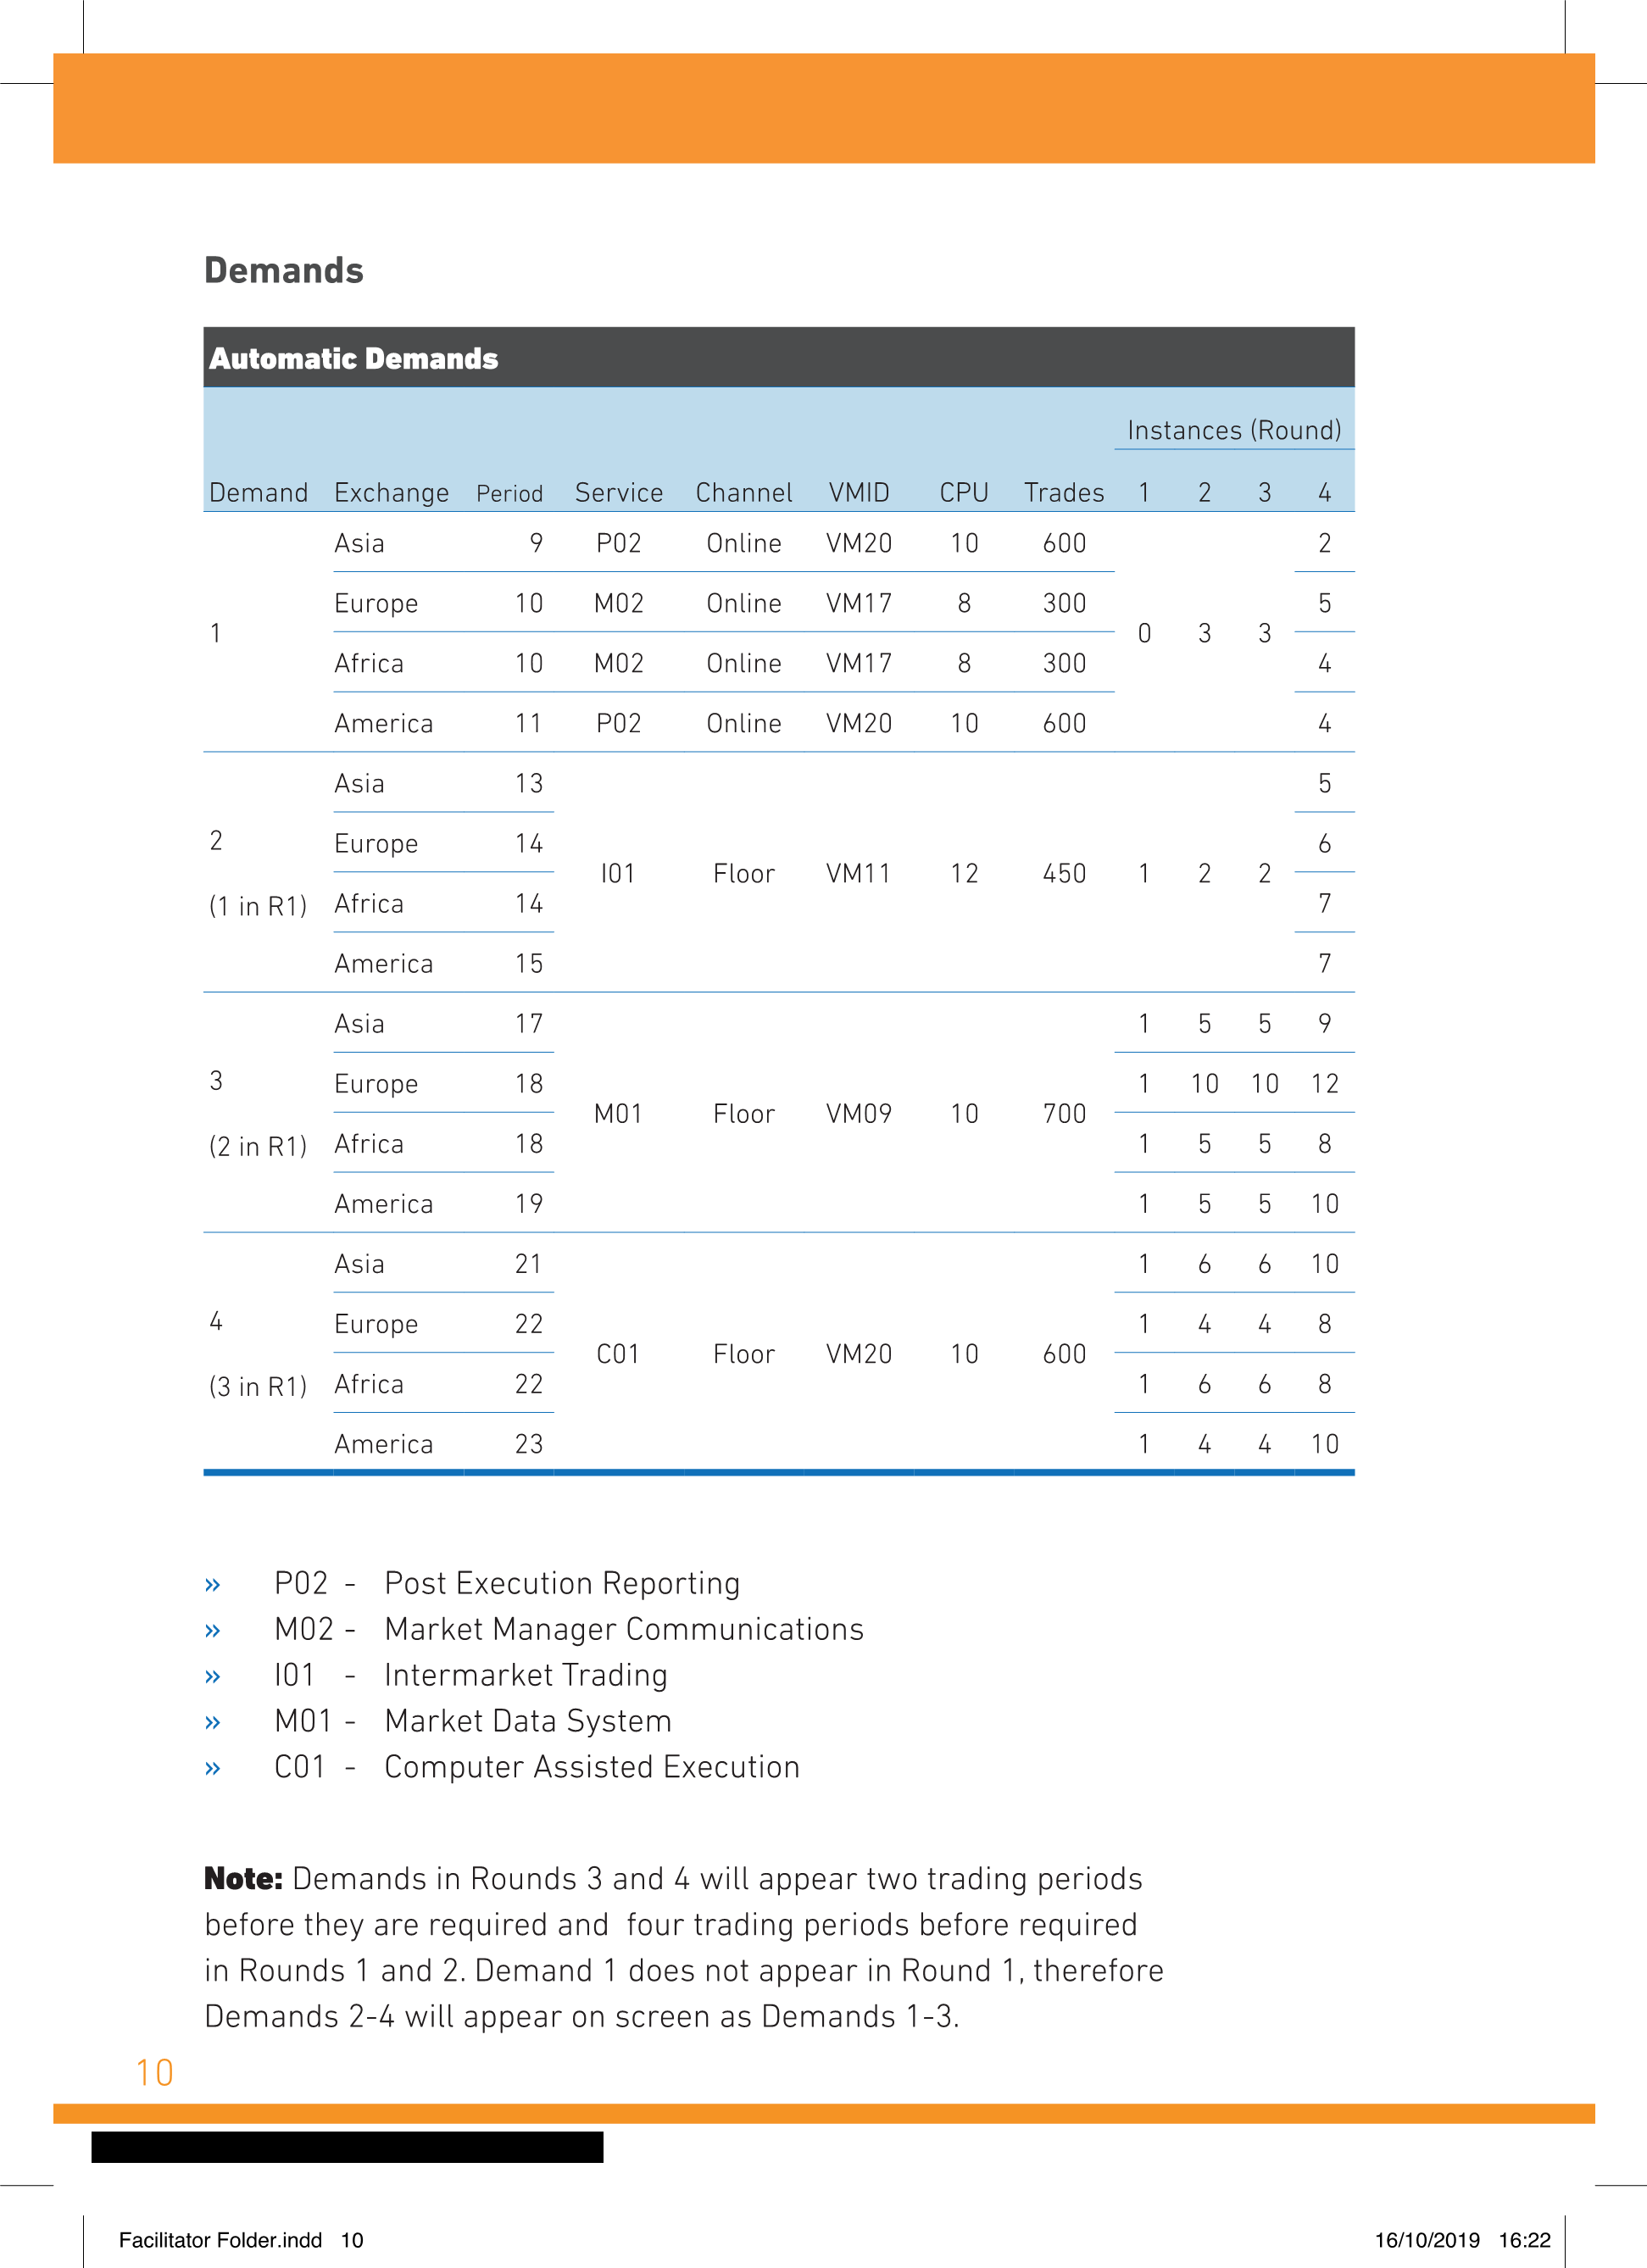 Demands
Automatic Demands
Instances (Round)
Demand Exchange Period Service Channel VMID CPU Trades 1 2 3 4
Asia 9 P02 Online VM20 10 600 2
Europe 10 M02 Online VM17 8 300 5
1 0 3 3
Africa 10 M02 Online VM17 8 300 4
America 11 P02 Online VM20 10 600 4
Asia 13 5
2 Europe 14 6
I01 Floor VM11 12 450 1 2 2
(1 in R1) Africa 14 7
America 15 7
Asia 17 1 5 5 9
3 Europe 18 1 10 10 12
M01 Floor VM09 10 700
(2 in R1) Africa 18 1 5 5 8
America 19 1 5 5 10
Asia 21 1 6 6 10
4 Europe 22 1 4 4 8
C01 Floor VM20 10 600
(3 in R1) Africa 22 1 6 6 8
America 23 1 4 4 10
» P02 - Post Execution Reporting
» M02 - Market Manager Communications
» I01 - Intermarket Trading
» M01 - Market Data System
» C01 - Computer Assisted Execution
Note: Demands in Rounds 3 and 4 will appear two trading periods
before they are required and four trading periods before required
in Rounds 1 and 2. Demand 1 does not appear in Round 1, therefore
Demands 2-4 will appear on screen as Demands 1-3.
10
Facilitator Folder.indd 10 16/10/2019 16:22